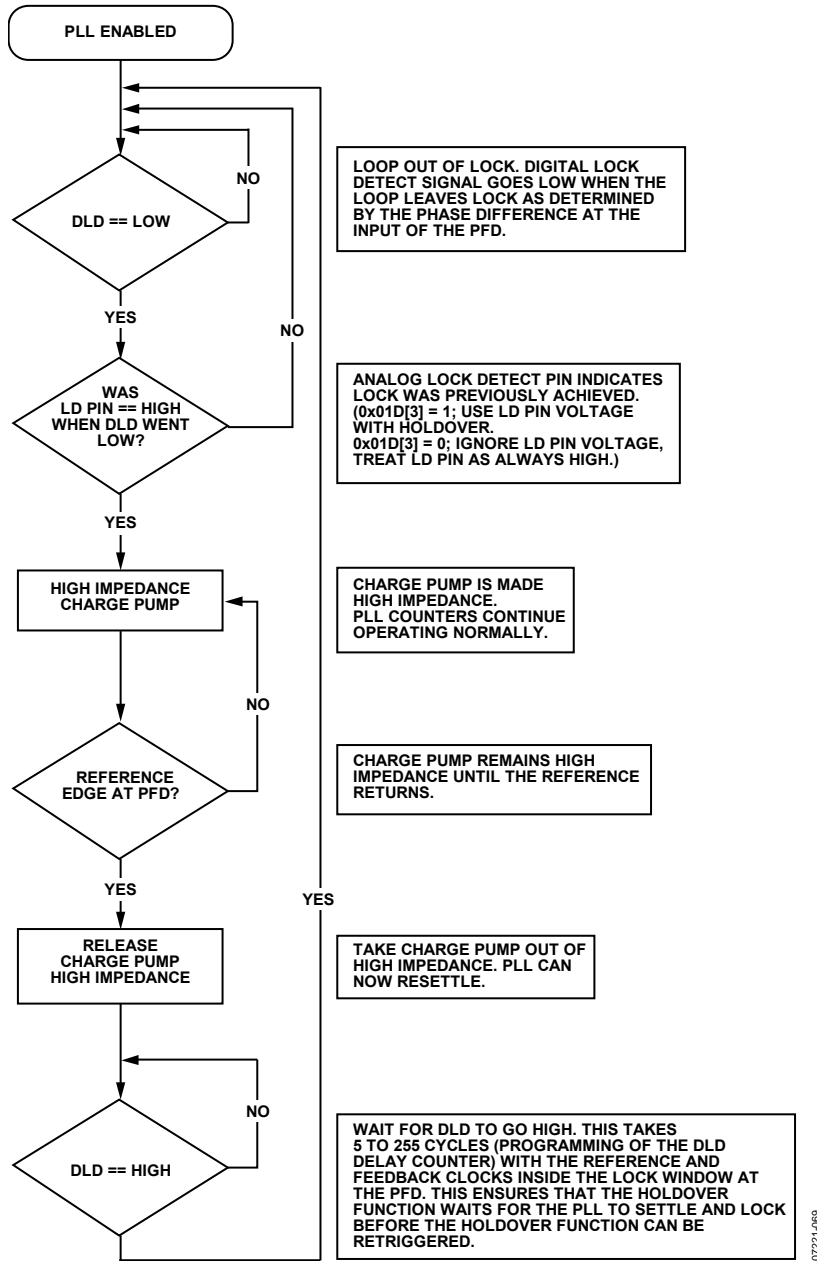 PLL ENABLED
NO
DLD == LOW
LOOP OUT OF LOCK. DIGITAL LOCK
DETECT SIGNAL GOES LOW WHEN THE
LOOP LEAVES LOCK AS DETERMINED
BY THE PHASE DIFFERENCE AT THE
INPUT OF THE PFD.
YES
NO
WAS
LD PIN == HIGH
WHEN DLD WENT
LOW?
ANALOG LOCK DETECT PIN INDICATES
LOCK WAS PREVIOUSLY ACHIEVED.
(0x01D[3] = 1; USE LD PIN VOLTAGE
WITH HOLDOVER.
0x01D[3] = 0; IGNORE LD PIN VOLTAGE,
TREAT LD PIN AS ALWAYS HIGH.)
YES
HIGH IMPEDANCE
CHARGE PUMP
CHARGE PUMP IS MADE
HIGH IMPEDANCE.
PLL COUNTERS CONTINUE
OPERATING NORMALLY.
NO
REFERENCE
EDGE AT PFD?
CHARGE PUMP REMAINS HIGH
IMPEDANCE UNTIL THE REFERENCE
RETURNS.
YES
YES
RELEASE
CHARGE PUMP
HIGH IMPEDANCE
TAKE CHARGE PUMP OUT OF
HIGH IMPEDANCE. PLL CAN
NOW RESETTLE.
NO
DLD == HIGH
WAIT FOR DLD TO GO HIGH. THIS TAKES
5 TO 255 CYCLES (PROGRAMMING OF THE DLD
DELAY COUNTER) WITH THE REFERENCE AND
FEEDBACK CLOCKS INSIDE THE LOCK WINDOW AT
THE PFD. THIS ENSURES THAT THE HOLDOVER
FUNCTION WAITS FOR THE PLL TO SETTLE AND LOCK
BEFORE THE HOLDOVER FUNCTION CAN BE
RETRIGGERED.
07221-069